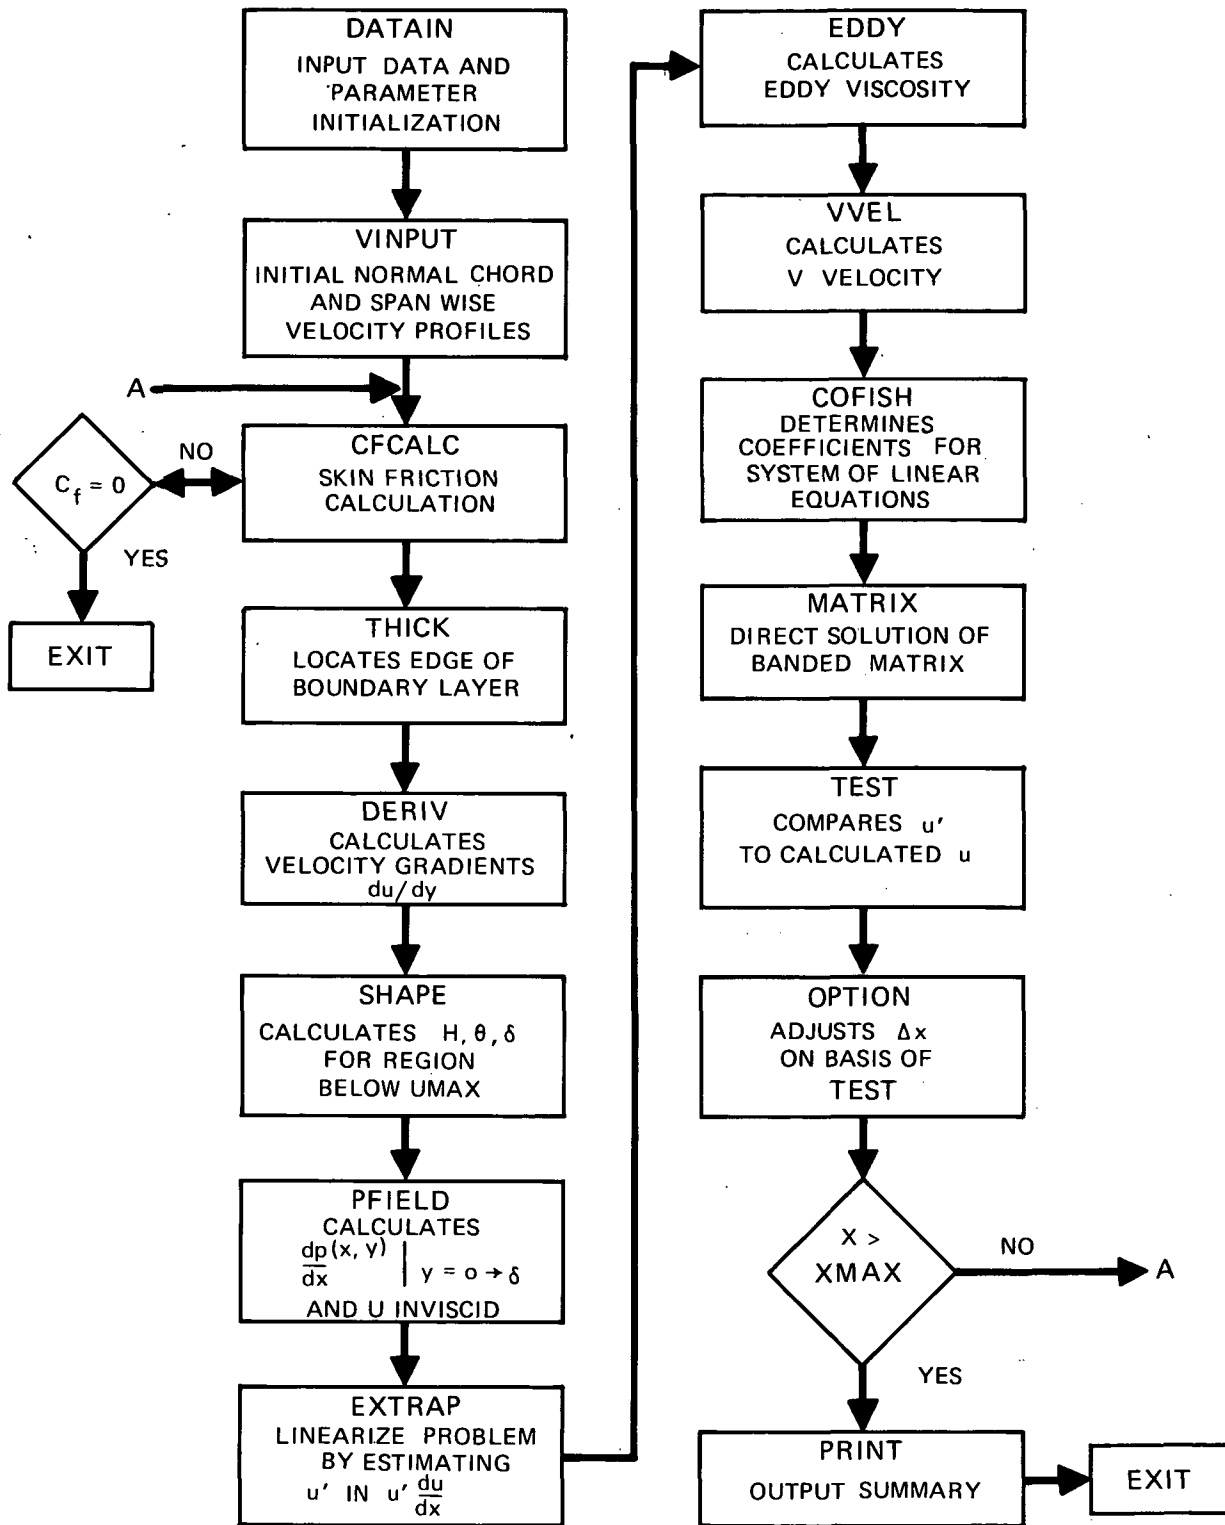 DATAIN
INPUT DATA AND
PARAMETER
INITIALIZATION
VINPUT
INITIAL NORMAL CHORD
AND SPAN WISE
VELOCITY PROFILES
A
CFCALC
SKIN FRICTION
CALCULATION
NO
C_f = 0
YES
EXIT
THICK
LOCATES EDGE OF
BOUNDARY LAYER
DERIV
CALCULATES
VELOCITY GRADIENTS
du/dy
SHAPE
CALCULATES H, θ, δ
FOR REGION
BELOW UMAX
PFIELD
CALCULATES
dp/dx (x, y) | y = o → δ
AND U INVISCID
EXTRAP
LINEARIZE PROBLEM
BY ESTIMATING
u' IN u' du/dx
EDDY
CALCULATES
EDDY VISCOSITY
VVEL
CALCULATES
V VELOCITY
COFISH
DETERMINES
COEFFICIENTS FOR
SYSTEM OF LINEAR
EQUATIONS
MATRIX
DIRECT SOLUTION OF
BANDED MATRIX
TEST
COMPARES u'
TO CALCULATED u
OPTION
ADJUSTS Δx
ON BASIS OF
TEST
X >
XMAX
NO
A
YES
PRINT
OUTPUT SUMMARY
EXIT